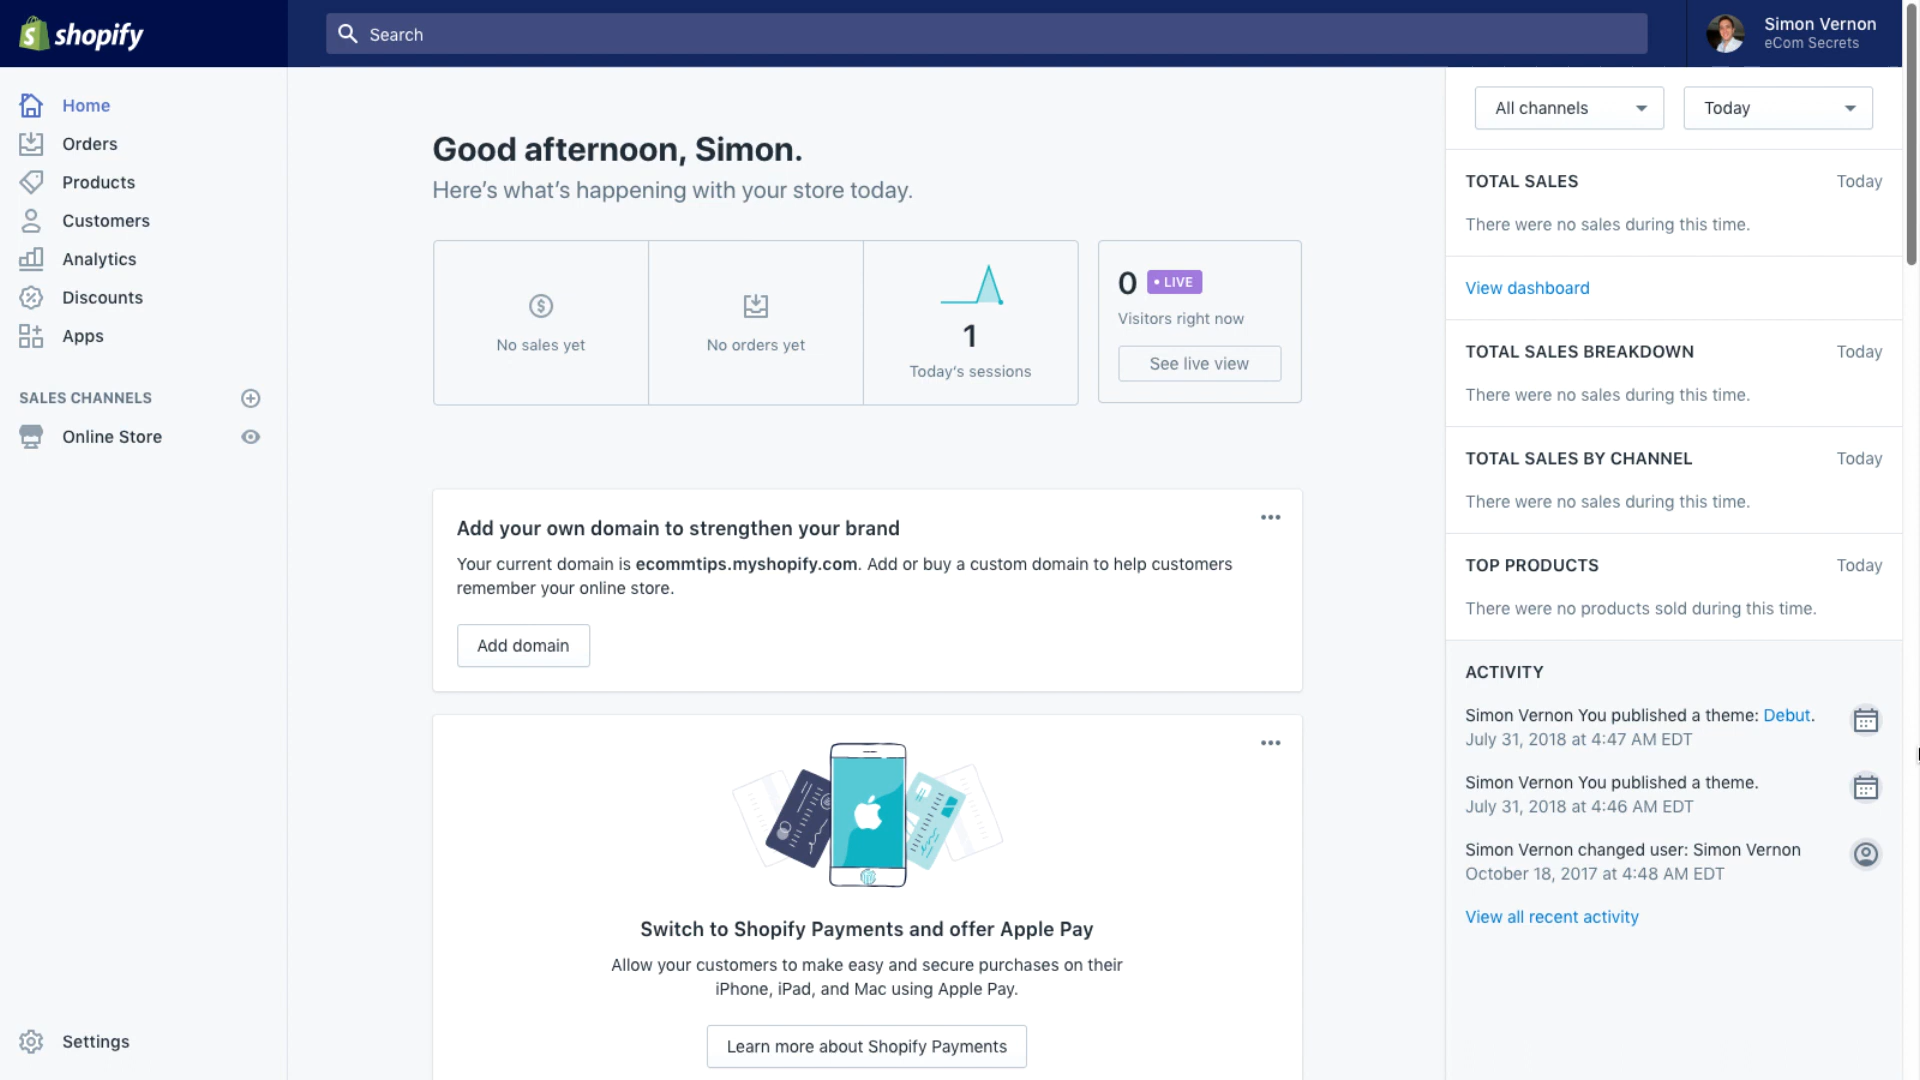 shopify
Search
Simon Vernon
eCom Secrets
Home
Orders
Products
Customers
Analytics
Discounts
Apps
SALES CHANNELS
Online Store
Settings
Good afternoon, Simon.
Here's what's happening with your store today.
No sales yet
No orders yet
1
Today's sessions
0 • LIVE
Visitors right now
See live view
Add your own domain to strengthen your brand
Your current domain is ecommtips.myshopify.com. Add or buy a custom domain to help customers
remember your online store.
Add domain
Switch to Shopify Payments and offer Apple Pay
Allow your customers to make easy and secure purchases on their
iPhone, iPad, and Mac using Apple Pay.
Learn more about Shopify Payments
All channels
Today
TOTAL SALES Today
There were no sales during this time.
View dashboard
TOTAL SALES BREAKDOWN Today
There were no sales during this time.
TOTAL SALES BY CHANNEL Today
There were no sales during this time.
TOP PRODUCTS Today
There were no products sold during this time.
ACTIVITY
Simon Vernon You published a theme: Debut.
July 31, 2018 at 4:47 AM EDT
Simon Vernon You published a theme.
July 31, 2018 at 4:46 AM EDT
Simon Vernon changed user: Simon Vernon
October 18, 2017 at 4:48 AM EDT
View all recent activity